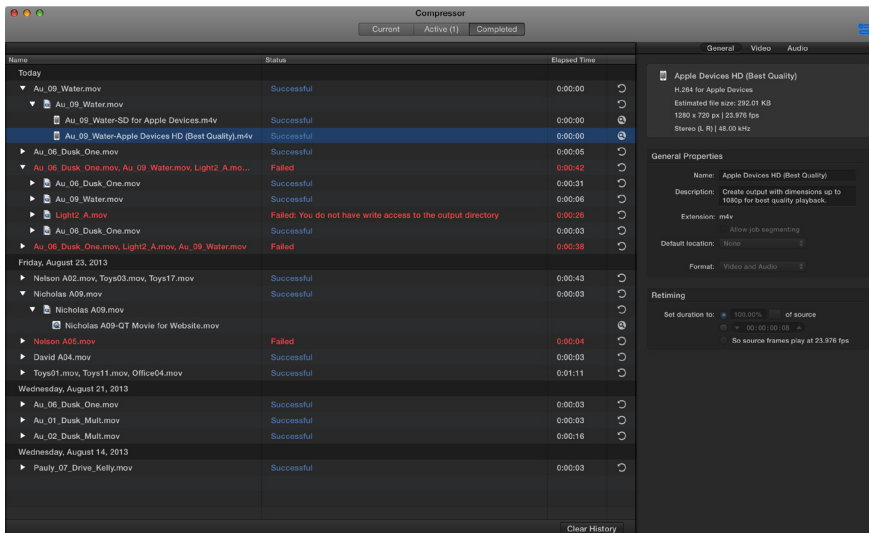 Compressor
Current Active (1) Completed
General Video Audio
Name Status Elapsed Time
Today
Au_09_Water.mov Successful 0:00:00
Au_09_Water.mov
Au_09_Water-SD for Apple Devices.m4v Successful 0:00:00
Au_09_Water-Apple Devices HD (Best Quality).m4v Successful 0:00:00
Au_06_Dusk_One.mov Successful 0:00:05
Au_06_Dusk_One.mov, Au_09_Water.mov, Light2_A.mo... Failed 0:00:42
Au_06_Dusk_One.mov Successful 0:00:31
Au_09_Water.mov Successful 0:00:06
Light2_A.mov Failed: You do not have write access to the output directory 0:00:26
Au_06_Dusk_One.mov Successful 0:00:03
Au_06_Dusk_One.mov, Light2_A.mov, Au_09_Water.mov Failed 0:00:38
Friday, August 23, 2013
Nelson A02.mov, Toys03.mov, Toys17.mov Successful 0:00:43
Nicholas A09.mov Successful 0:00:03
Nicholas A09.mov
Nicholas A09-QT Movie for Website.mov
Nelson A05.mov Failed 0:00:04
David A04.mov Successful 0:00:03
Toys01.mov, Toys11.mov, Office04.mov Successful 0:01:11
Wednesday, August 21, 2013
Au_06_Dusk_One.mov Successful 0:00:03
Au_01_Dusk_Mult.mov Successful 0:00:03
Au_02_Dusk_Mult.mov Successful 0:00:16
Wednesday, August 14, 2013
Pauly_07_Drive_Kelly.mov Successful 0:00:03
Clear History
Apple Devices HD (Best Quality)
H.264 for Apple Devices
Estimated file size: 292.01 KB
1280 x 720 px | 23.976 fps
Stereo (L R) | 48.00 kHz
General Properties
Name: Apple Devices HD (Best Quality)
Description: Create output with dimensions up to
1080p for best quality playback.
Extension: m4v
Allow job segmenting
Default location: None
Format: Video and Audio
Retiming
Set duration to: 100.00% of source
00:00:00:08
So source frames play at 23.976 fps